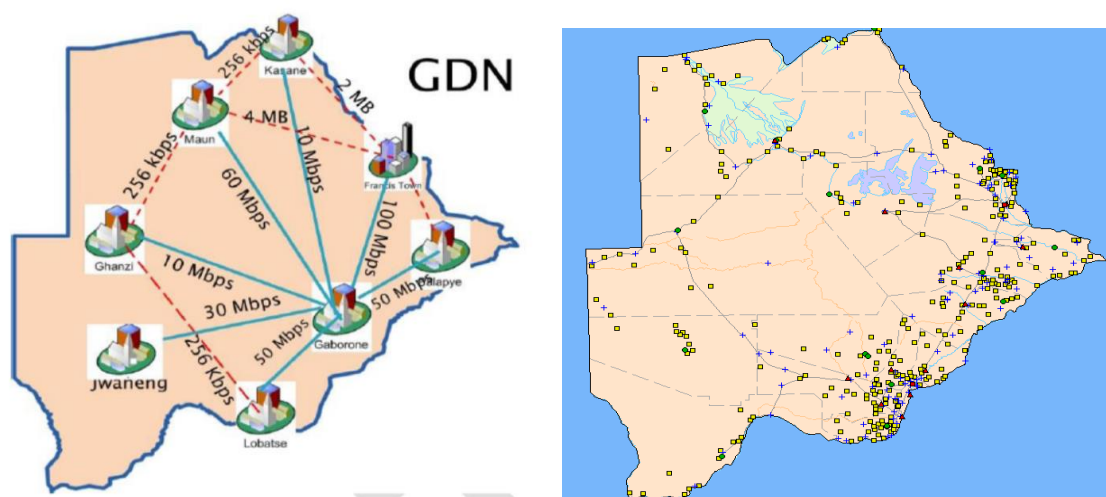 Kasane
GDN
256 kbps
2 MB
Maun
4 MB
10 Mbps
Francis Town
256 kbps
60 Mbps
100 Mbps
Ghanzi
10 Mbps
Palapye
50 Mbps
30 Mbps
Gaborone
50 Mbps
Jwaneng
256 Kbps
Lobatse